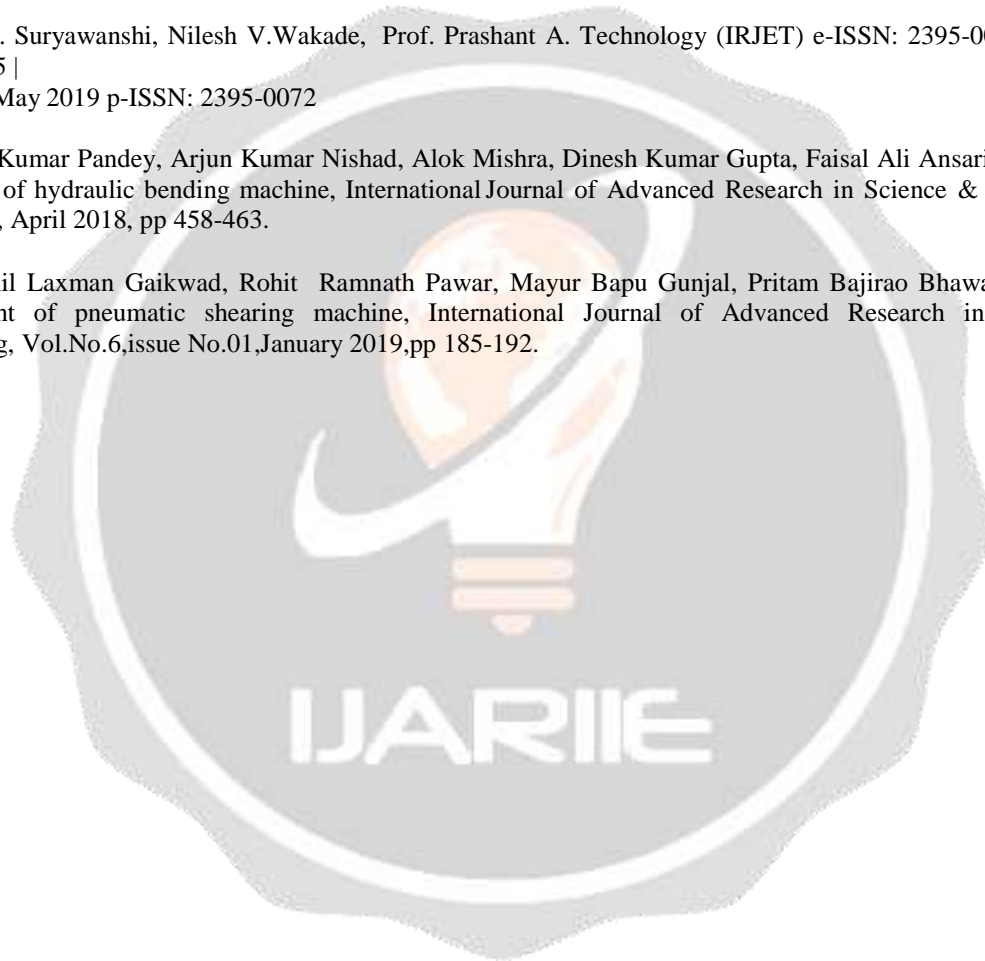 . Suryawanshi, Nilesh V.Wakade, Prof. Prashant A. Technology (IRJET) e-ISSN: 2395-00
5 |
May 2019 p-ISSN: 2395-0072
Kumar Pandey, Arjun Kumar Nishad, Alok Mishra, Dinesh Kumar Gupta, Faisal Ali Ansari
of hydraulic bending machine, International Journal of Advanced Research in Science &
, April 2018, pp 458-463.
il Laxman Gaikwad, Rohit Ramnath Pawar, Mayur Bapu Gunjal, Pritam Bajirao Bhawa
nt of pneumatic shearing machine, International Journal of Advanced Research in
g, Vol.No.6,issue No.01,January 2019,pp 185-192.
IJARIIE